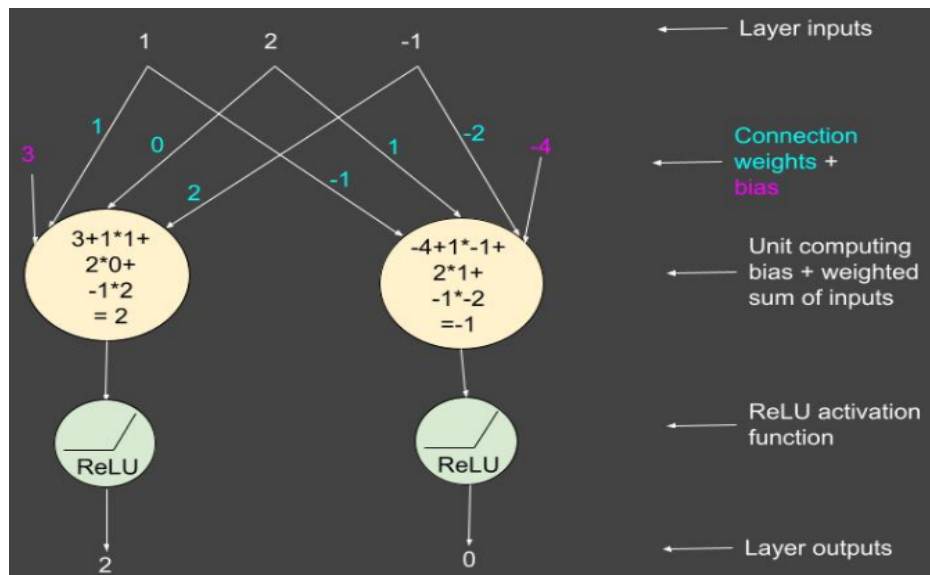 1 2 -1
Layer inputs
1
0
1
-2
3
-4
2
-1
Connection
weights +
bias
3+1*1+
2*0+
-1*2
= 2
-4+1*-1+
2*1+
-1*-2
=-1
Unit computing
bias + weighted
sum of inputs
ReLU
ReLU
ReLU activation
function
2
0
Layer outputs